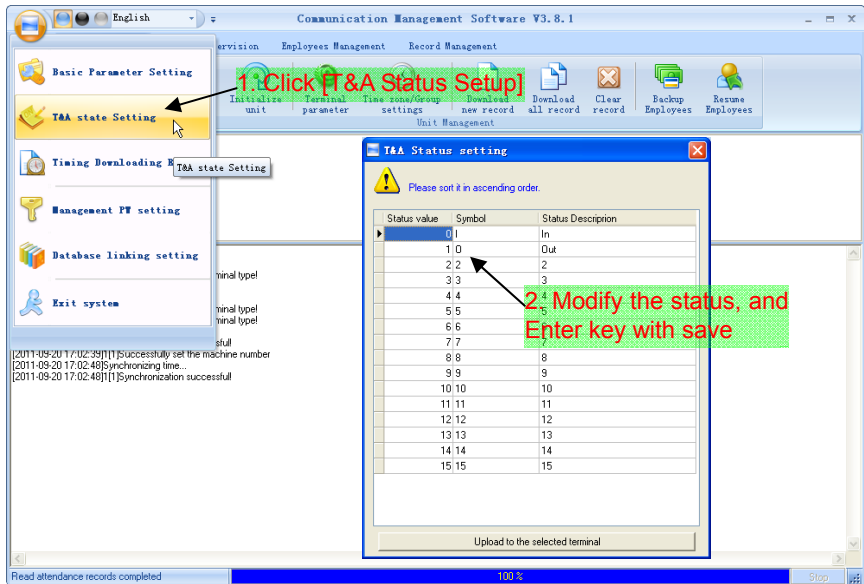 English
Communication Management Software V3.8.1
ervision Employees Management Record Management
Basic Parameter Setting
T&A state Setting
Timing Downloading R
T&A state Setting
Management PW setting
Database linking setting
Exit system
1. Click [T&A Status Setup]
Initialize unit
Terminal parameter
Time zone/Group settings
Download new record
Download all record
Clear record
Backup Employees
Resume Employees
Unit Management
T&A Status setting
Please sort it in ascending order.
Status value Symbol Status Descriprion
0 I In
1 O Out
2 2 2
3 3 3
4 4 4
5 5 5
6 6
7 7 7
8 8 8
9 9 9
10 10 10
11 11 11
12 12 12
13 13 13
14 14 14
15 15 15
2. Modify the status, and
Enter key with save
Upload to the selected terminal
minal type!
minal type!
minal type!
sful!
[2011-09-20 17:02:39]1[1]Successfully set the machine number
[2011-09-20 17:02:48]Synchronizing time...
[2011-09-20 17:02:48]1[1]Synchronization successful!
Read attendance records completed
100 %
Stop